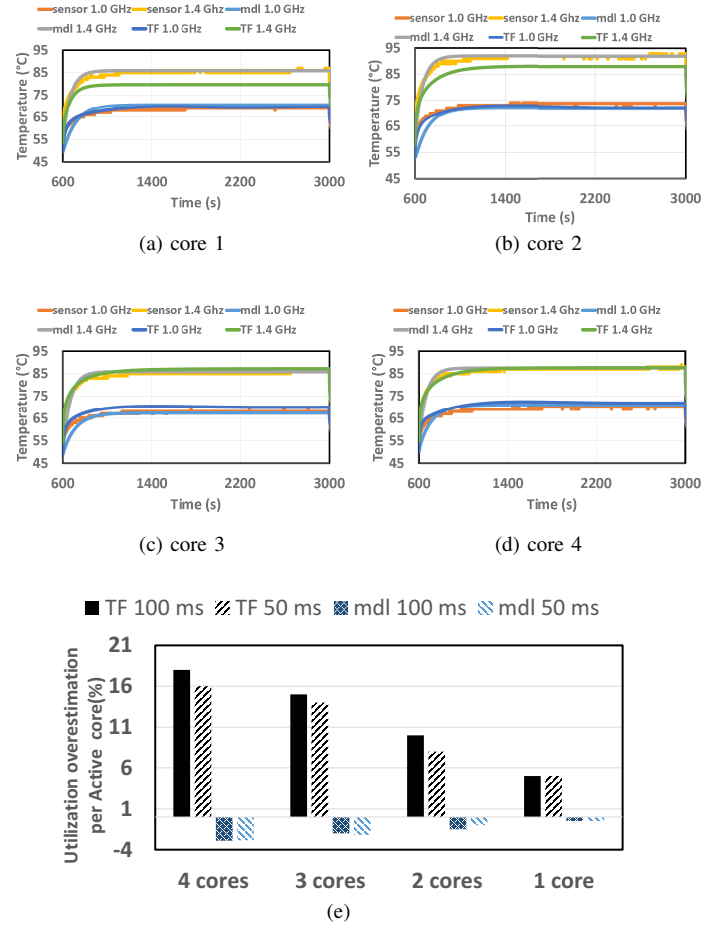 sensor 1.0 GHz sensor 1.4 Ghz mdl 1.0 GHz
mdl 1.4 GHz TF 1.0 GHz TF 1.4 GHz
95
85
75
65
55
45
Temperature (°C)
600 1400 2200 3000
Time (s)
(a) core 1
sensor 1.0 GHz sensor 1.4 Ghz mdl 1.0 GHz
mdl 1.4 GHz TF 1.0 GHz TF 1.4 GHz
95
85
75
65
55
45
Temperature (°C)
600 1400 2200 3000
Time (s)
(b) core 2
sensor 1.0 GHz sensor 1.4 Ghz mdl 1.0 GHz
mdl 1.4 GHz TF 1.0 GHz TF 1.4 GHz
95
85
75
65
55
45
Temperature (°C)
600 1400 2200 3000
Time (s)
(c) core 3
sensor 1.0 GHz sensor 1.4 Ghz mdl 1.0 GHz
mdl 1.4 GHz TF 1.0 GHz TF 1.4 GHz
95
85
75
65
55
45
Temperature (°C)
600 1400 2200 3000
Time (s)
(d) core 4
TF 100 ms TF 50 ms mdl 100 ms mdl 50 ms
21
16
11
6
1
-4
Utilization overestimation
per Active core(%)
4 cores 3 cores 2 cores 1 core
(e)